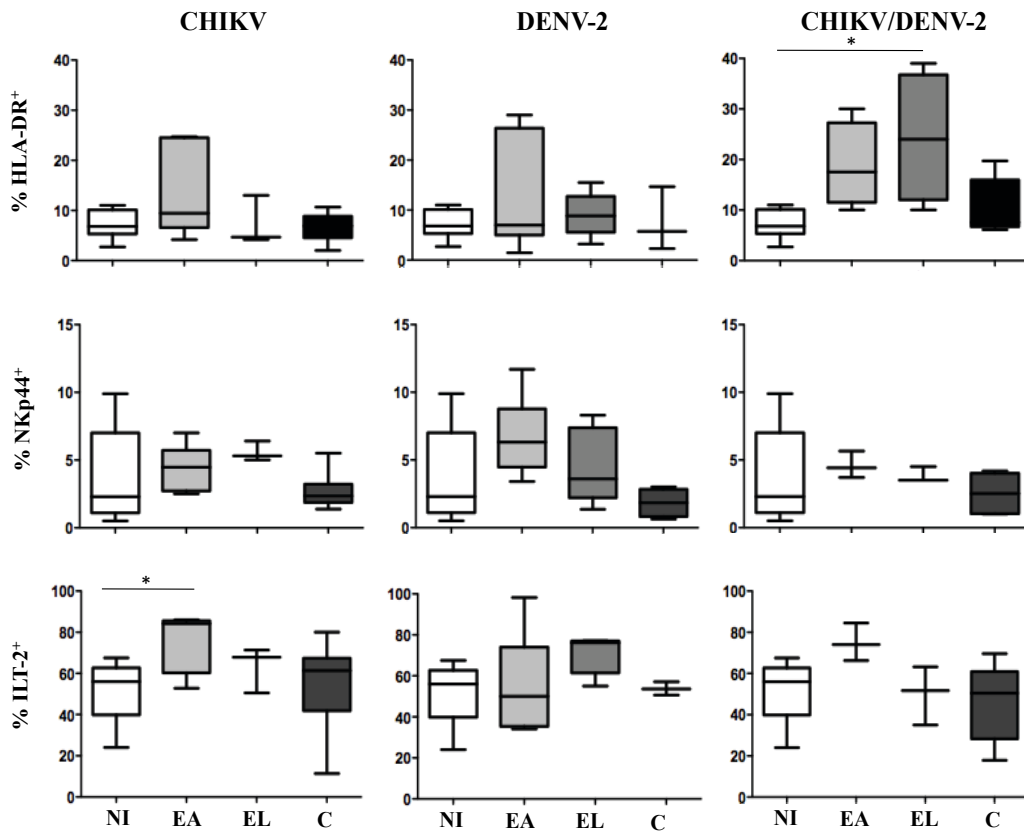 CHIKV DENV-2 CHIKV/DENV-2
% HLA-DR⁺
40 30 20 10 0
40 30 20 10 0
* 40 30 20 10 0
% NKp44⁺
15 10 5 0
15 10 5 0
15 10 5 0
% ILT-2⁺
* 100 80 60 40 20 0
100 80 60 40 20 0
100 80 60 40 20 0
NI EA EL C NI EA EL C NI EA EL C